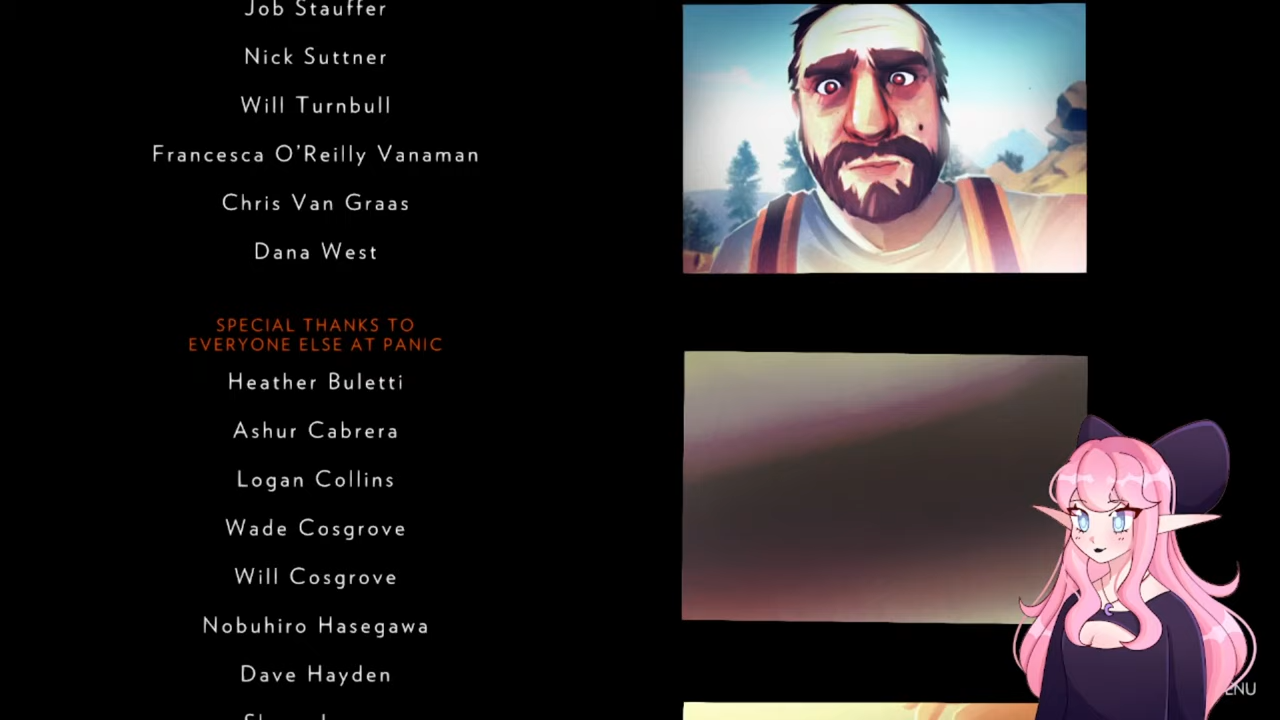 Job Stauffer
Nick Suttner
Will Turnbull
Francesca O'Reilly Vanaman
Chris Van Graas
Dana West
SPECIAL THANKS TO
EVERYONE ELSE AT PANIC
Heather Buletti
Ashur Cabrera
Logan Collins
Wade Cosgrove
Will Cosgrove
Nobuhiro Hasegawa
Dave Hayden
ENU